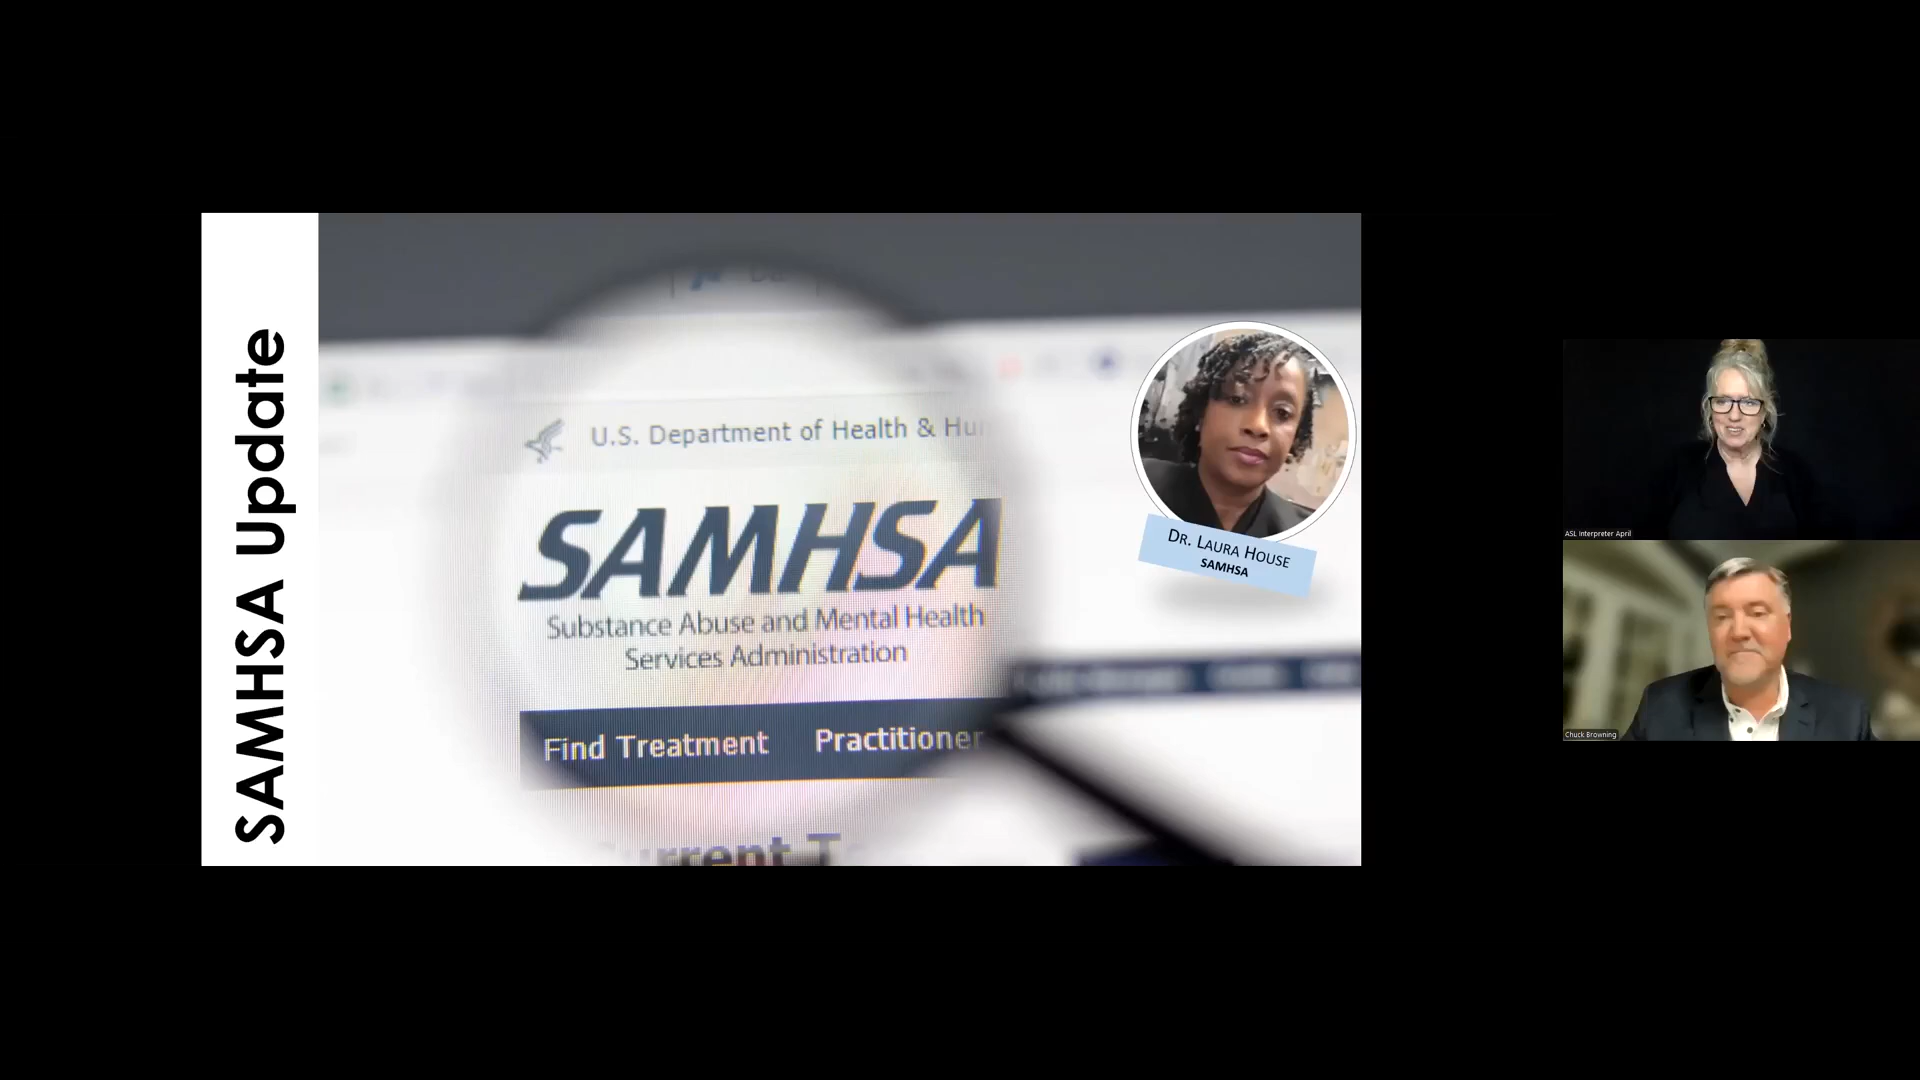 SAMHSA Update
U.S. Department of Health & Hu
SAMHSA
Substance Abuse and Mental Health
Services Administration
Find Treatment Practitioner
urrent T
DR. LAURA HOUSE
SAMHSA
ASL Interpreter April
Chuck Browning